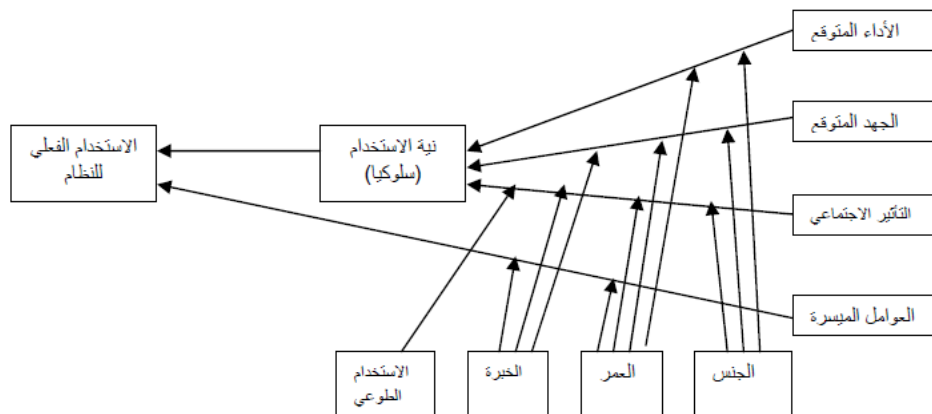 الأداء المتوقع
الجهد المتوقع
نية الاستخدام
(سلوكيا)
الاستخدام الفعلي
للنظام
التأثير الاجتماعي
العوامل الميسرة
الجنس
العمر
الخبرة
الاستخدام
الطوعي